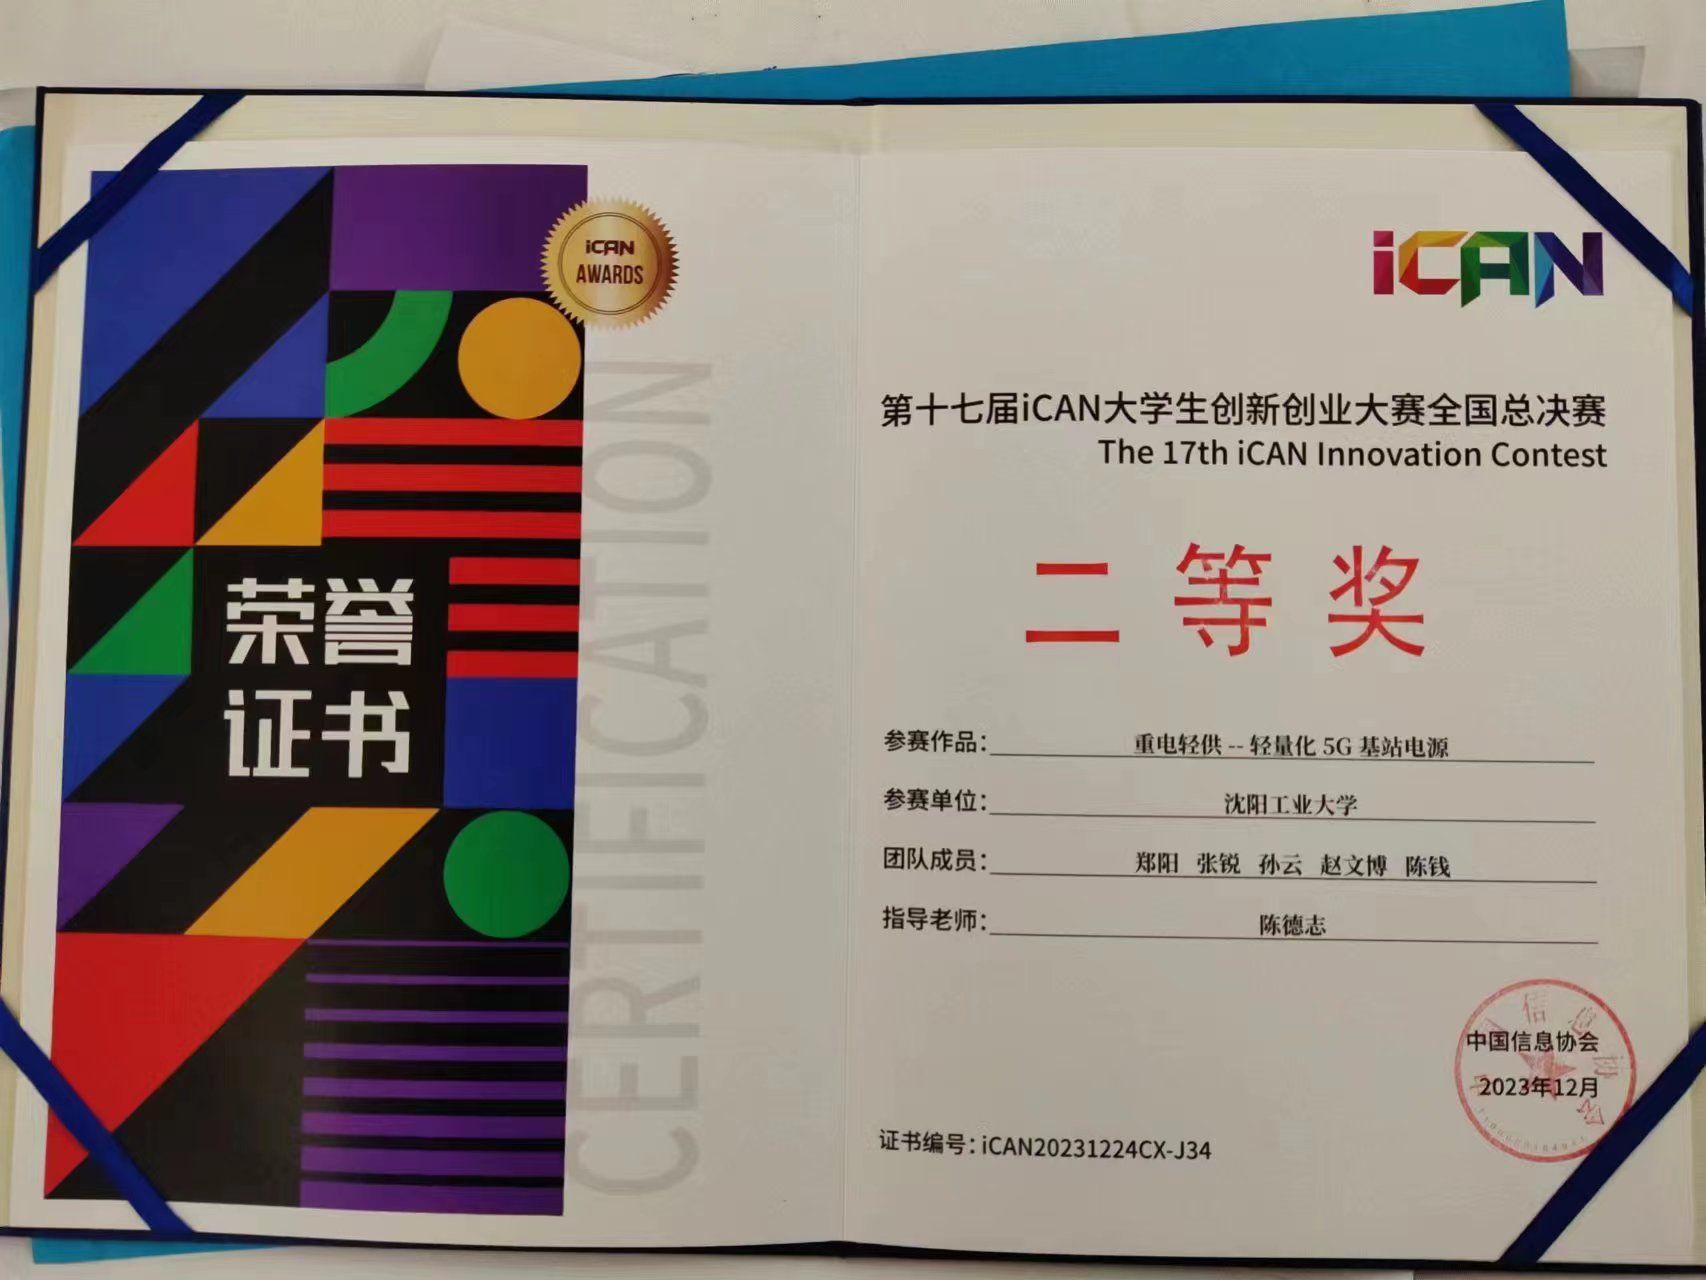 iCAN
AWARDS
荣誉
证书
CERTIFICATION
iCAN
第十七届iCAN大学生创新创业大赛全国总决赛
The 17th iCAN Innovation Contest
二等奖
参赛作品：重电轻供 -- 轻量化 5G 基站电源
参赛单位：沈阳工业大学
团队成员：郑阳 张锐 孙云 赵文博 陈钱
指导老师：陈德志
中国信息协会
2023年12月
证书编号：iCAN20231224CX-J34